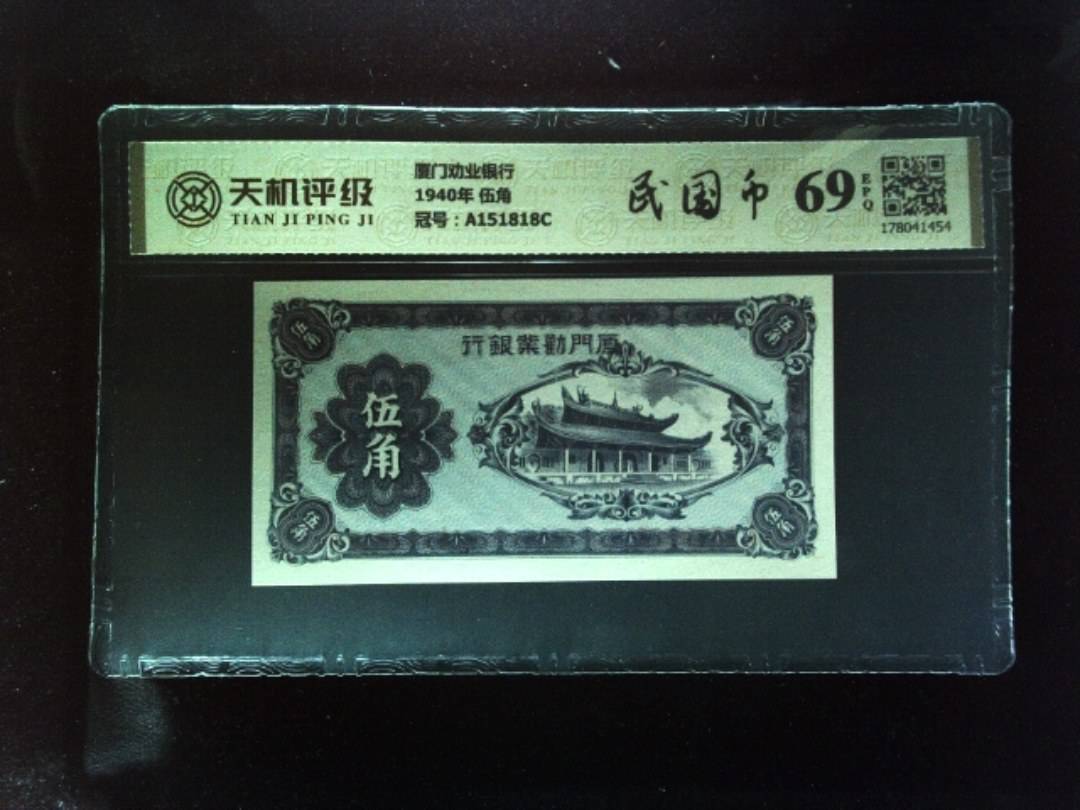 天机评级
TIAN JI PING JI
厦门劝业银行
1940年 伍角
冠号：A151818C
民国币
69
EPQ
178041454
行銀業勸門厦
伍角
伍角
伍角
伍角
伍角